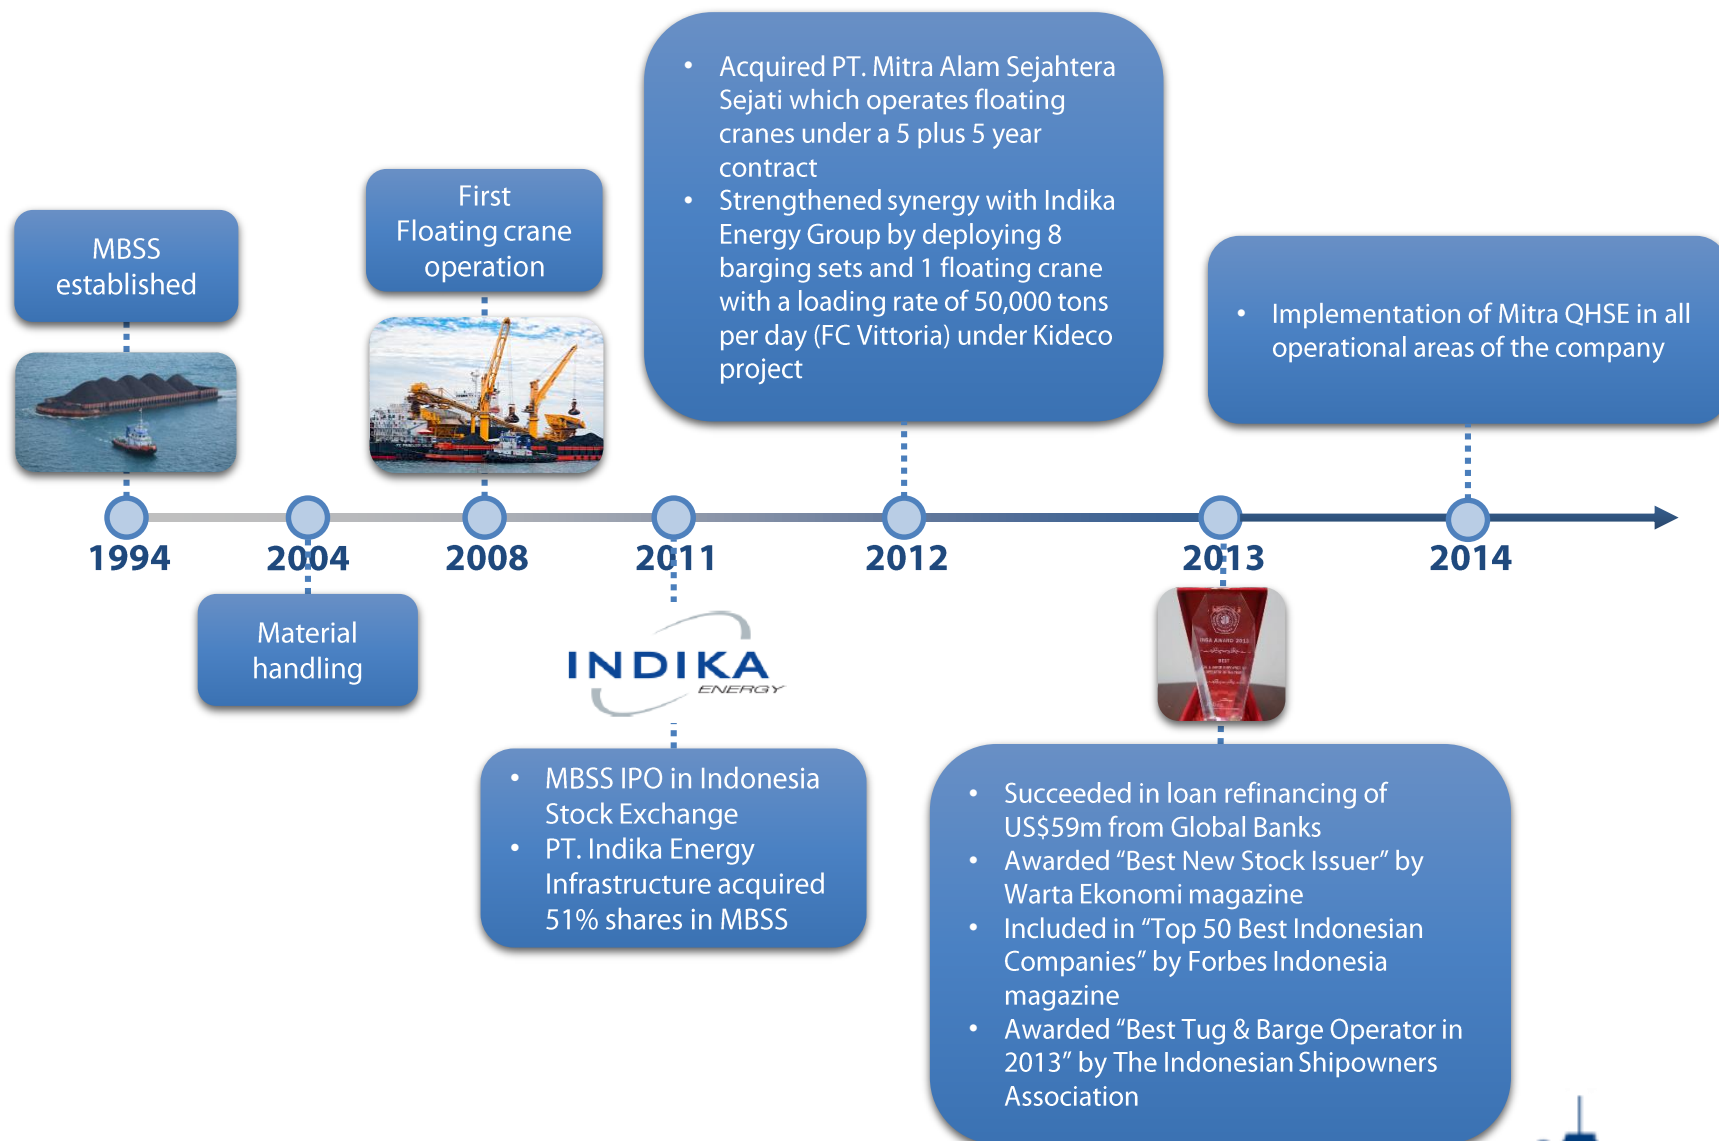 MBSS
established
First
Floating crane
operation
• Acquired PT. Mitra Alam Sejahtera
Sejati which operates floating
cranes under a 5 plus 5 year
contract
• Strengthened synergy with Indika
Energy Group by deploying 8
barging sets and 1 floating crane
with a loading rate of 50,000 tons
per day (FC Vittoria) under Kideco
project
• Implementation of Mitra QHSE in all
operational areas of the company
1994
2004
2008
2011
2012
2013
2014
Material
handling
INDIKA
ENERGY
INSA AWARD 2013
BEST
• MBSS IPO in Indonesia
Stock Exchange
• PT. Indika Energy
Infrastructure acquired
51% shares in MBSS
• Succeeded in loan refinancing of
US$59m from Global Banks
• Awarded “Best New Stock Issuer” by
Warta Ekonomi magazine
• Included in “Top 50 Best Indonesian
Companies” by Forbes Indonesia
magazine
• Awarded “Best Tug & Barge Operator in
2013” by The Indonesian Shipowners
Association